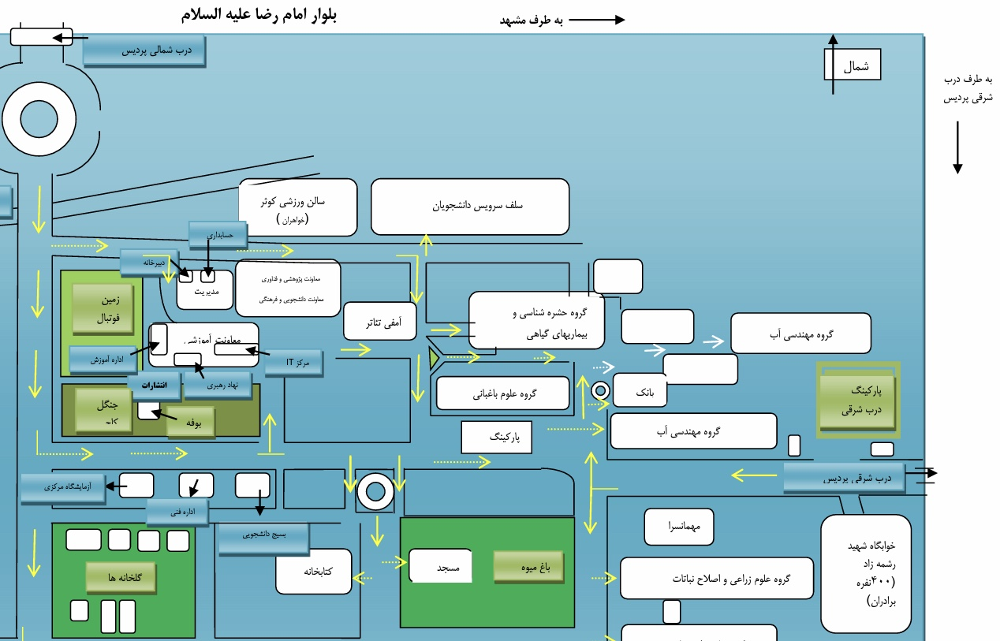 بلوار امام رضا علیه السلام
به طرف مشهد
درب شمالی پردیس
شمال
به طرف درب
شرقی پردیس
سالن ورزشی کوثر
(خواهران )
سلف سرویس دانشجویان
حسابداری
دبیرخانه
مدیریت
معاونت پژوهشی و فناوری
معاونت دانشجویی و فرهنگی
زمین
فوتبال
آمفی تئاتر
گروه حشره شناسی و
بیماریهای گیاهی
گروه مهندسی آب
معاونت آموزشی
اداره آموزش
مرکز IT
انتشارات
نهاد رهبری
گروه علوم باغبانی
بانک
پارکینگ
درب شرقی
جنگل
کاج
بوفه
پارکینگ
گروه مهندسی آب
درب شرقی پردیس
آزمایشگاه مرکزی
اداره فنی
بسیج دانشجویی
مهمانسرا
خوابگاه شهید
رشمه زاد
(۴۰۰نفره
برادران)
گلخانه ها
کتابخانه
مسجد
باغ میوه
گروه علوم زراعی و اصلاح نباتات